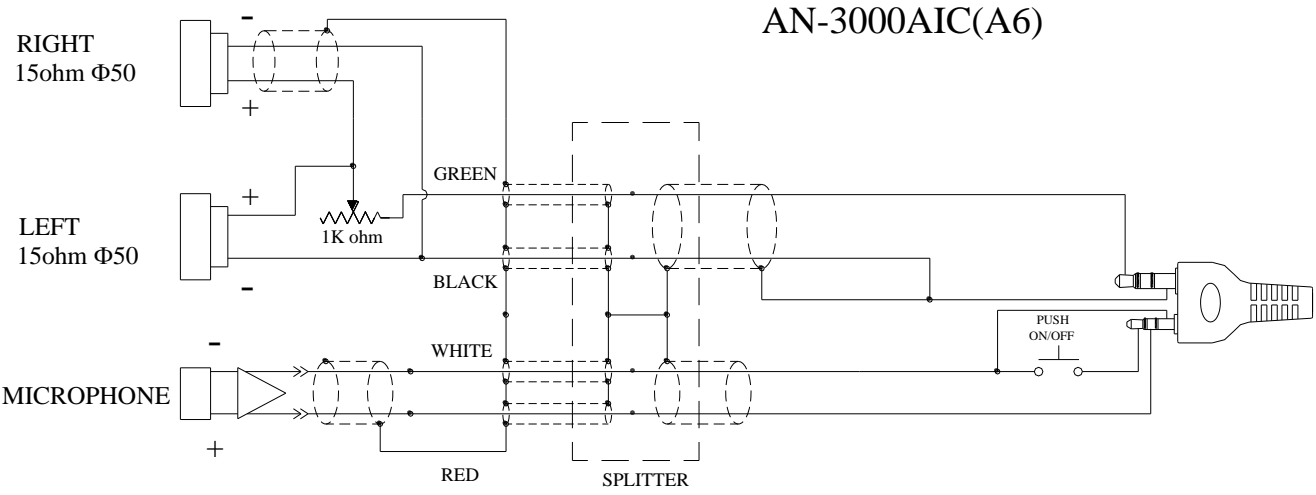 AN-3000AIC(A6)
-
RIGHT
15ohm Φ50
+
GREEN
+
LEFT
15ohm Φ50
1K ohm
BLACK
-
PUSH
ON/OFF
-
WHITE
MICROPHONE
+
RED
SPLITTER